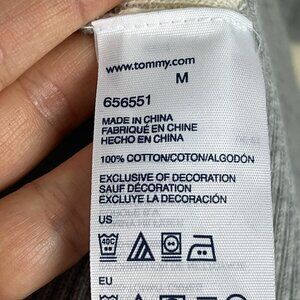 www.tommy.com
M
656551
MADE IN CHINA
FABRIQUÉ EN CHINE
HECHO EN CHINA
100% COTTON/COTON/ALGODÓN
EXCLUSIVE OF DECORATION
SAUF DÉCORATION
EXCLUYE LA DECORACIÓN
US
40C
EU